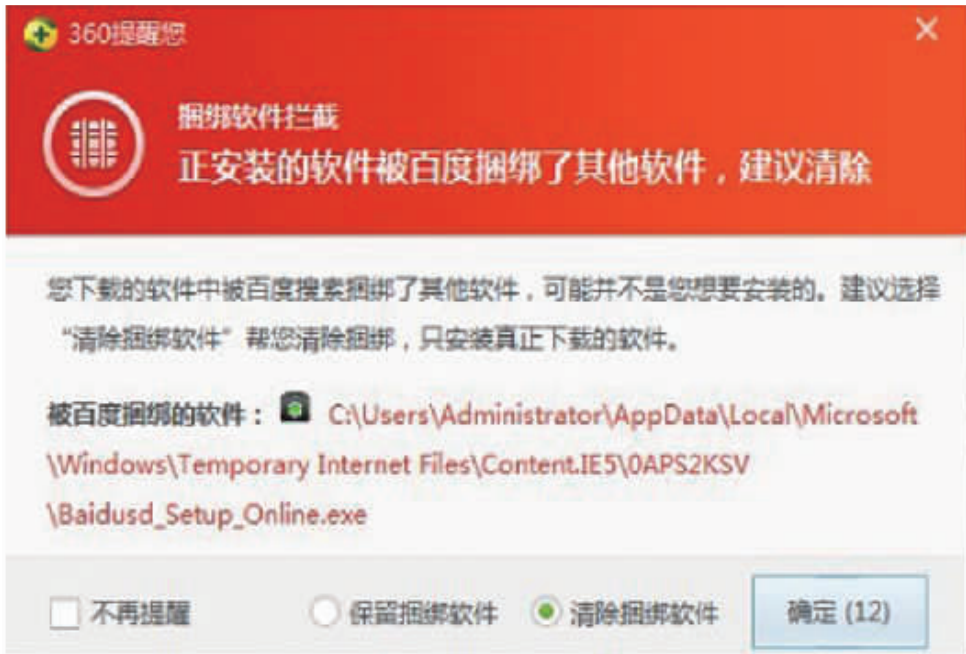 360提醒您
捆绑软件拦截
正安装的软件被百度捆绑了其他软件，建议清除
您下载的软件中被百度搜索捆绑了其他软件，可能并不是您想要安装的。建议选择
“清除捆绑软件”帮您清除捆绑，只安装真正下载的软件。
被百度捆绑的软件： C:\Users\Administrator\AppData\Local\Microsoft
\Windows\Temporary Internet Files\Content.IE5\0APS2KSV
\Baidusd_Setup_Online.exe
不再提醒 保留捆绑软件 清除捆绑软件 确定 (12)